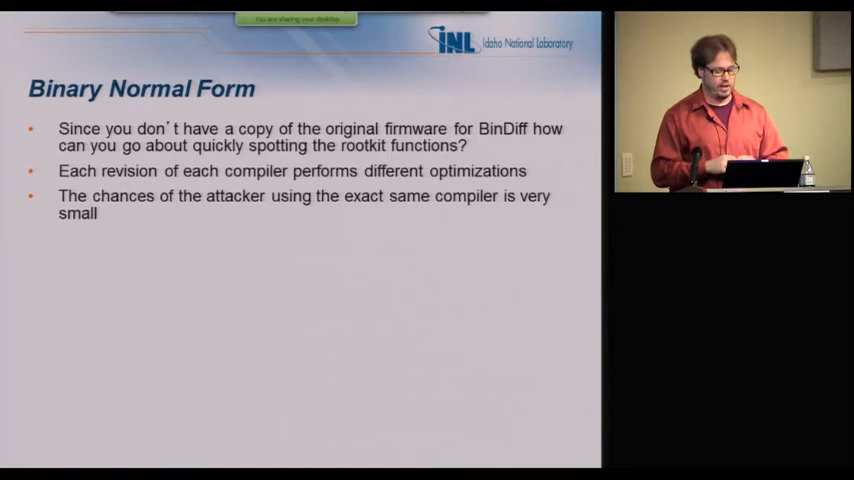 You are sharing your desktop
INL Idaho National Laboratory
Binary Normal Form
• Since you don't have a copy of the original firmware for BinDiff how
can you go about quickly spotting the rootkit functions?
• Each revision of each compiler performs different optimizations
• The chances of the attacker using the exact same compiler is very
small